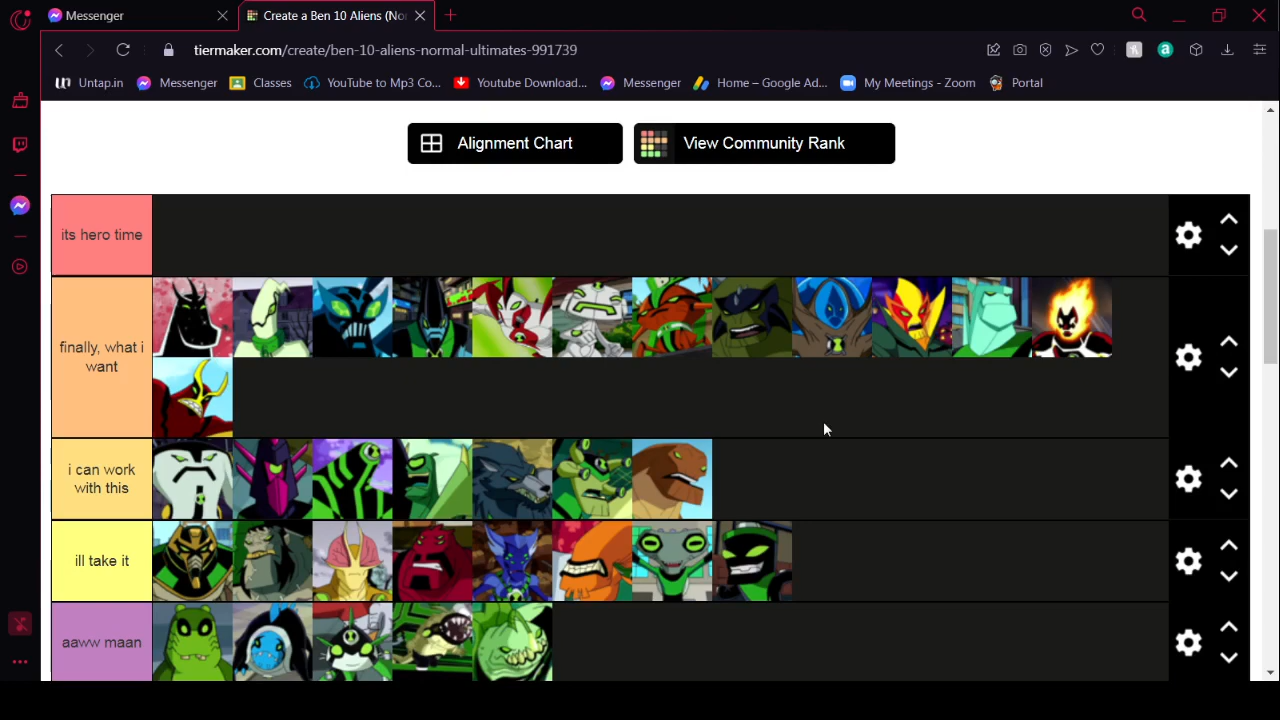 Messenger
Create a Ben 10 Aliens (No
tiermaker.com/create/ben-10-aliens-normal-ultimates-991739
Untap.in
Messenger
Classes
YouTube to Mp3 Co...
Youtube Download...
Messenger
Home – Google Ad...
My Meetings - Zoom
Portal
Alignment Chart
View Community Rank
its hero time
finally, what i
want
i can work
with this
ill take it
aaww maan